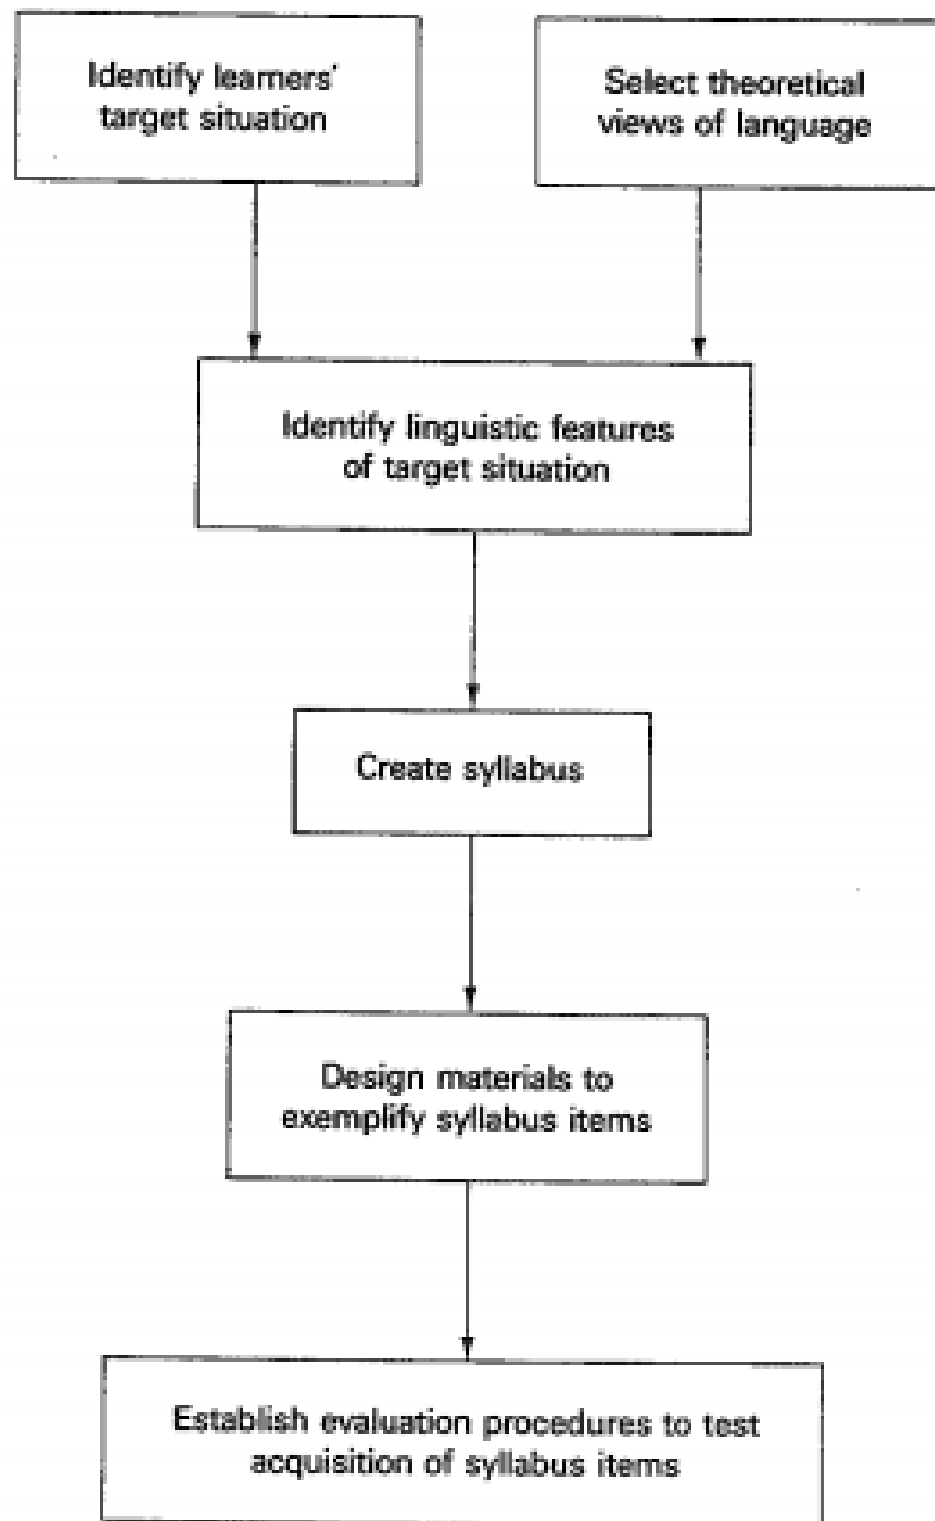 Identify learners'
target situation
Select theoretical
views of language
Identify linguistic features
of target situation
Create syllabus
Design materials to
exemplify syllabus items
Establish evaluation procedures to test
acquisition of syllabus items